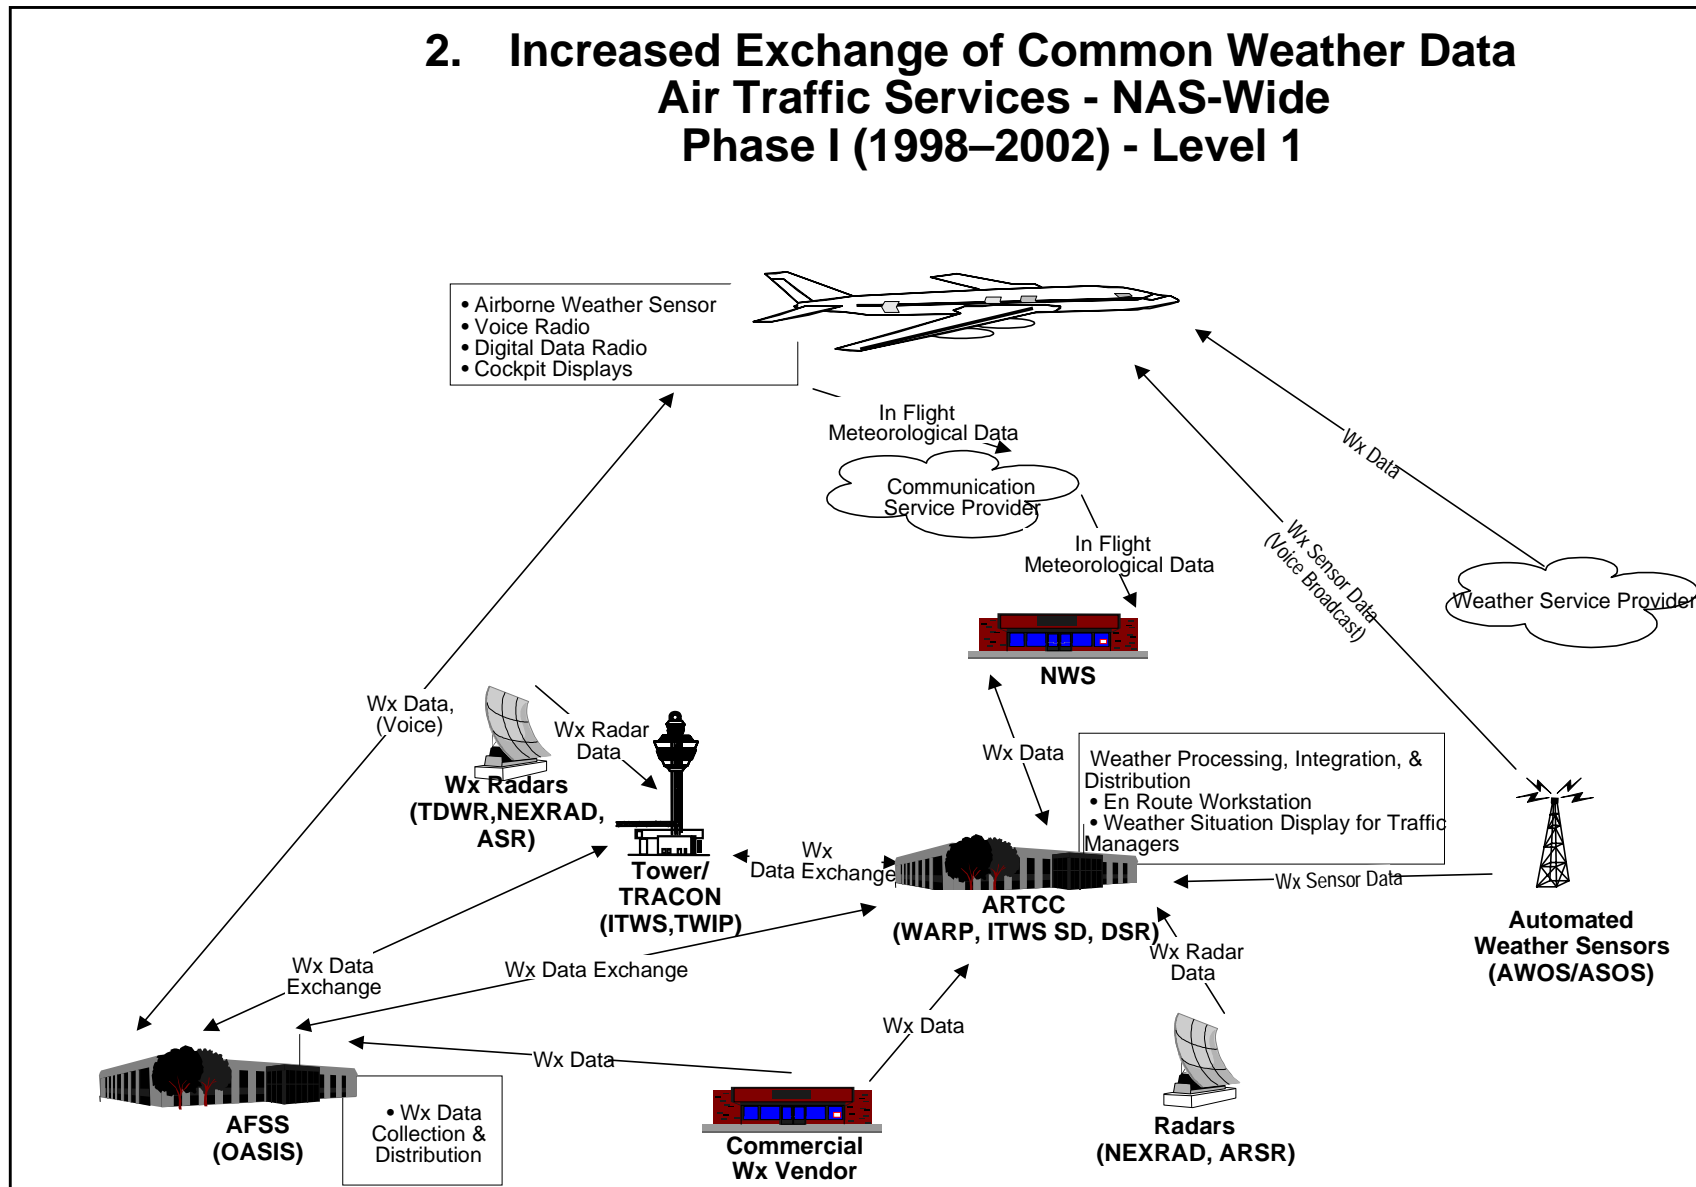 2. Increased Exchange of Common Weather Data
Air Traffic Services - NAS-Wide
Phase I (1998–2002) - Level 1
• Airborne Weather Sensor
• Voice Radio
• Digital Data Radio
• Cockpit Displays
In Flight
Meteorological Data
Communication
Service Provider
Wx Data
In Flight
Meteorological Data
Wx Sensor Data
(Voice Broadcast)
Weather Service Provider
NWS
Wx Data,
(Voice)
Wx Radar
Data
Wx Radars
(TDWR,NEXRAD,
ASR)
Wx Data
Weather Processing, Integration, &
Distribution
• En Route Workstation
• Weather Situation Display for Traffic
Managers
Tower/
TRACON
(ITWS,TWIP)
Wx
Data Exchange
ARTCC
(WARP, ITWS SD, DSR)
Wx Sensor Data
Automated
Weather Sensors
(AWOS/ASOS)
Wx Data
Exchange
Wx Data Exchange
Wx Radar
Data
Wx Data
Wx Data
AFSS
(OASIS)
• Wx Data
Collection &
Distribution
Commercial
Wx Vendor
Radars
(NEXRAD, ARSR)